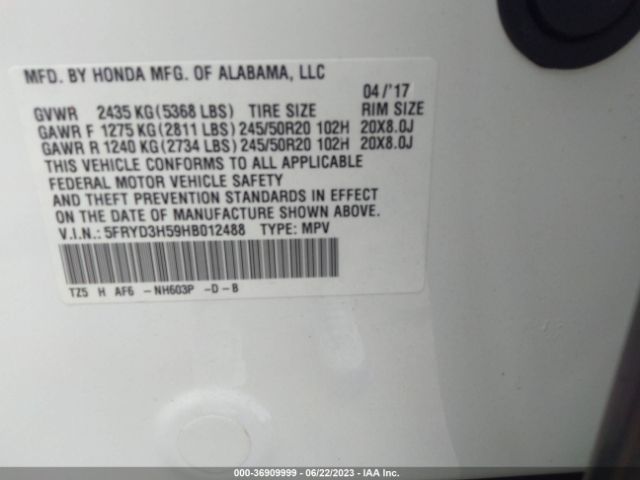 MFD. BY HONDA MFG. OF ALABAMA, LLC
04/'17
GVWR 2435 KG(5368 LBS) TIRE SIZE RIM SIZE
GAWR F 1275 KG(2811 LBS)245/50R20 102H 20X8.0J
GAWR R 1240 KG(2734 LBS)245/50R20 102H 20X8.0J
THIS VEHICLE CONFORMS TO ALL APPLICABLE
FEDERAL MOTOR VEHICLE SAFETY
AND THEFT PREVENTION STANDARDS IN EFFECT
ON THE DATE OF MANUFACTURE SHOWN ABOVE.
V.I.N.:5FRYD3H59HB012488 TYPE: MPV
TZ5 H AF6 -NH603P -D-B
000-36909999 - 06/22/2023 - IAA Inc.